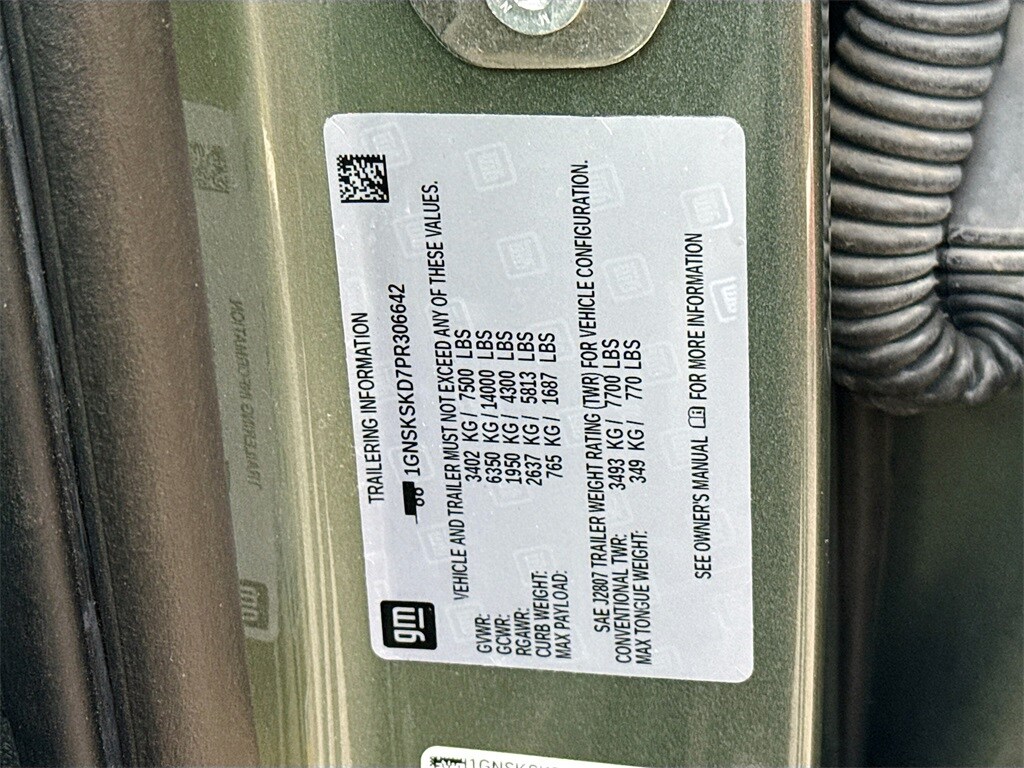 TRAILERING INFORMATION
1GNSKSKD7PR306642
gm
VEHICLE AND TRAILER MUST NOT EXCEED ANY OF THESE VALUES.
GVWR: 3402 KG / 7500 LBS
GCWR: 6350 KG / 14000 LBS
RGAWR: 1950 KG / 4300 LBS
CURB WEIGHT: 2637 KG / 5813 LBS
MAX PAYLOAD: 765 KG / 1687 LBS
SAE J2807 TRAILER WEIGHT RATING (TWR) FOR VEHICLE CONFIGURATION.
CONVENTIONAL TWR: 3493 KG / 7700 LBS
MAX TONGUE WEIGHT: 349 KG / 770 LBS
SEE OWNER'S MANUAL FOR MORE INFORMATION